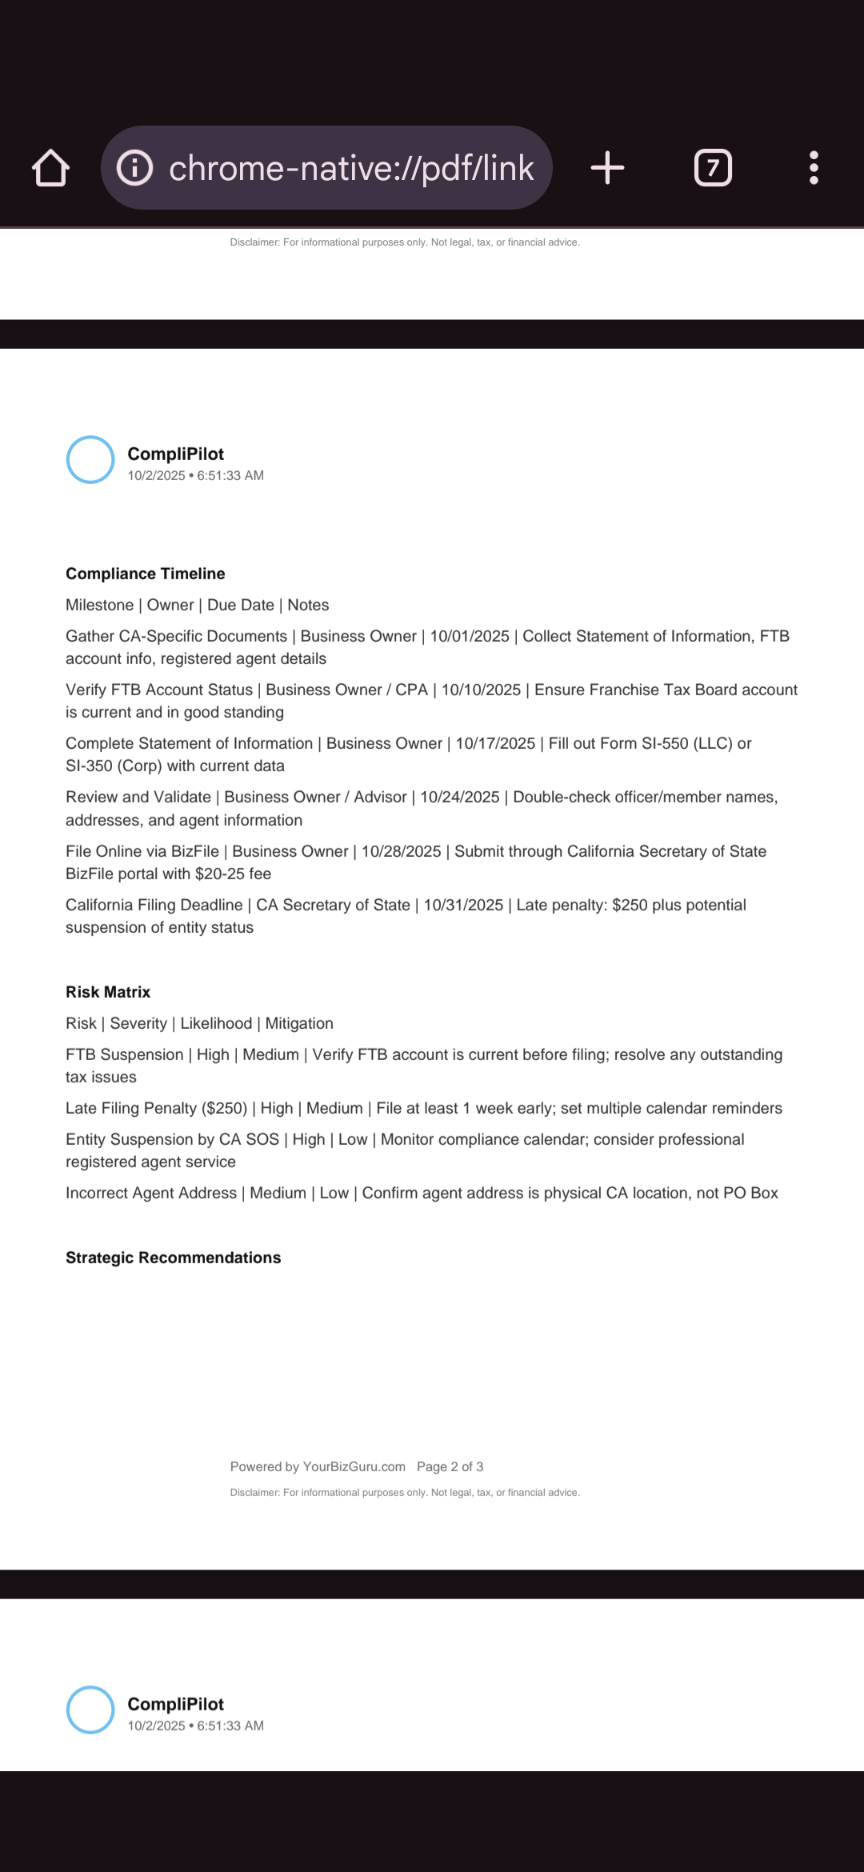 chrome-native://pdf/link
7
Disclaimer: For informational purposes only. Not legal, tax, or financial advice.
CompliPilot
10/2/2025 • 6:51:33 AM
Compliance Timeline
Milestone | Owner | Due Date | Notes
Gather CA-Specific Documents | Business Owner | 10/01/2025 | Collect Statement of Information, FTB
account info, registered agent details
Verify FTB Account Status | Business Owner / CPA | 10/10/2025 | Ensure Franchise Tax Board account
is current and in good standing
Complete Statement of Information | Business Owner | 10/17/2025 | Fill out Form SI-550 (LLC) or
SI-350 (Corp) with current data
Review and Validate | Business Owner / Advisor | 10/24/2025 | Double-check officer/member names,
addresses, and agent information
File Online via BizFile | Business Owner | 10/28/2025 | Submit through California Secretary of State
BizFile portal with $20-25 fee
California Filing Deadline | CA Secretary of State | 10/31/2025 | Late penalty: $250 plus potential
suspension of entity status
Risk Matrix
Risk | Severity | Likelihood | Mitigation
FTB Suspension | High | Medium | Verify FTB account is current before filing; resolve any outstanding
tax issues
Late Filing Penalty ($250) | High | Medium | File at least 1 week early; set multiple calendar reminders
Entity Suspension by CA SOS | High | Low | Monitor compliance calendar; consider professional
registered agent service
Incorrect Agent Address | Medium | Low | Confirm agent address is physical CA location, not PO Box
Strategic Recommendations
Powered by YourBizGuru.com Page 2 of 3
Disclaimer: For informational purposes only. Not legal, tax, or financial advice.
CompliPilot
10/2/2025 • 6:51:33 AM